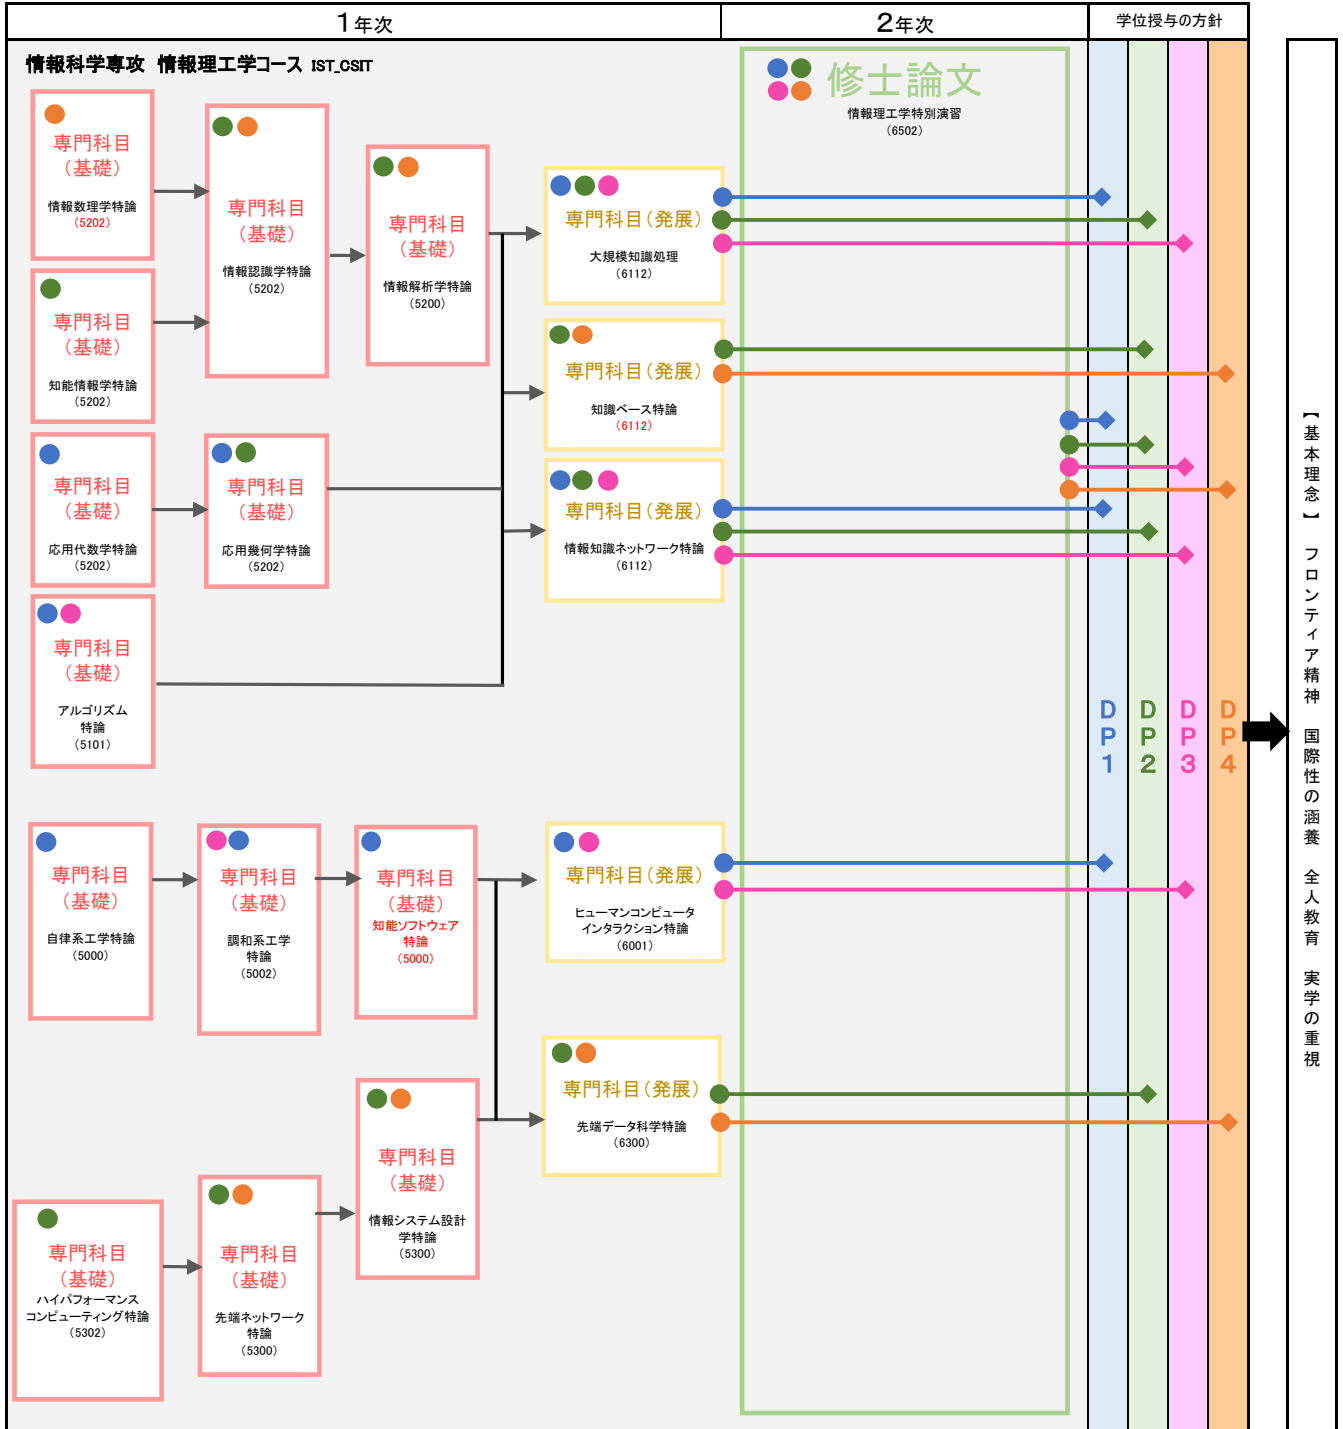 1年次
2年次
学位授与の方針
情報科学専攻 情報理工学コース IST_CSIT
修士論文
情報理工学特別演習
(6502)
専門科目
(基礎)
情報数理学特論
(5202)
専門科目
(基礎)
情報認識学特論
(5202)
専門科目
(基礎)
情報解析学特論
(5200)
専門科目(発展)
大規模知識処理
(6112)
専門科目
(基礎)
知能情報学特論
(5202)
専門科目(発展)
知識ベース特論
(6112)
専門科目
(基礎)
応用代数学特論
(5202)
専門科目
(基礎)
応用幾何学特論
(5202)
専門科目(発展)
情報知識ネットワーク特論
(6112)
専門科目
(基礎)
アルゴリズム
特論
(5101)
専門科目
(基礎)
自律系工学特論
(5000)
専門科目
(基礎)
調和系工学
特論
(5002)
専門科目
(基礎)
知能ソフトウェア
特論
(5000)
専門科目(発展)
ヒューマンコンピュータ
インタラクション特論
(6001)
専門科目(発展)
先端データ科学特論
(6300)
専門科目
(基礎)
情報システム設計
学特論
(5300)
専門科目
(基礎)
ハイパフォーマンス
コンピューティング特論
(5302)
専門科目
(基礎)
先端ネットワーク
特論
(5300)
DP1
DP2
DP3
DP4
【基本理念】 フロンティア精神 国際性の涵養 全人教育 実学の重視